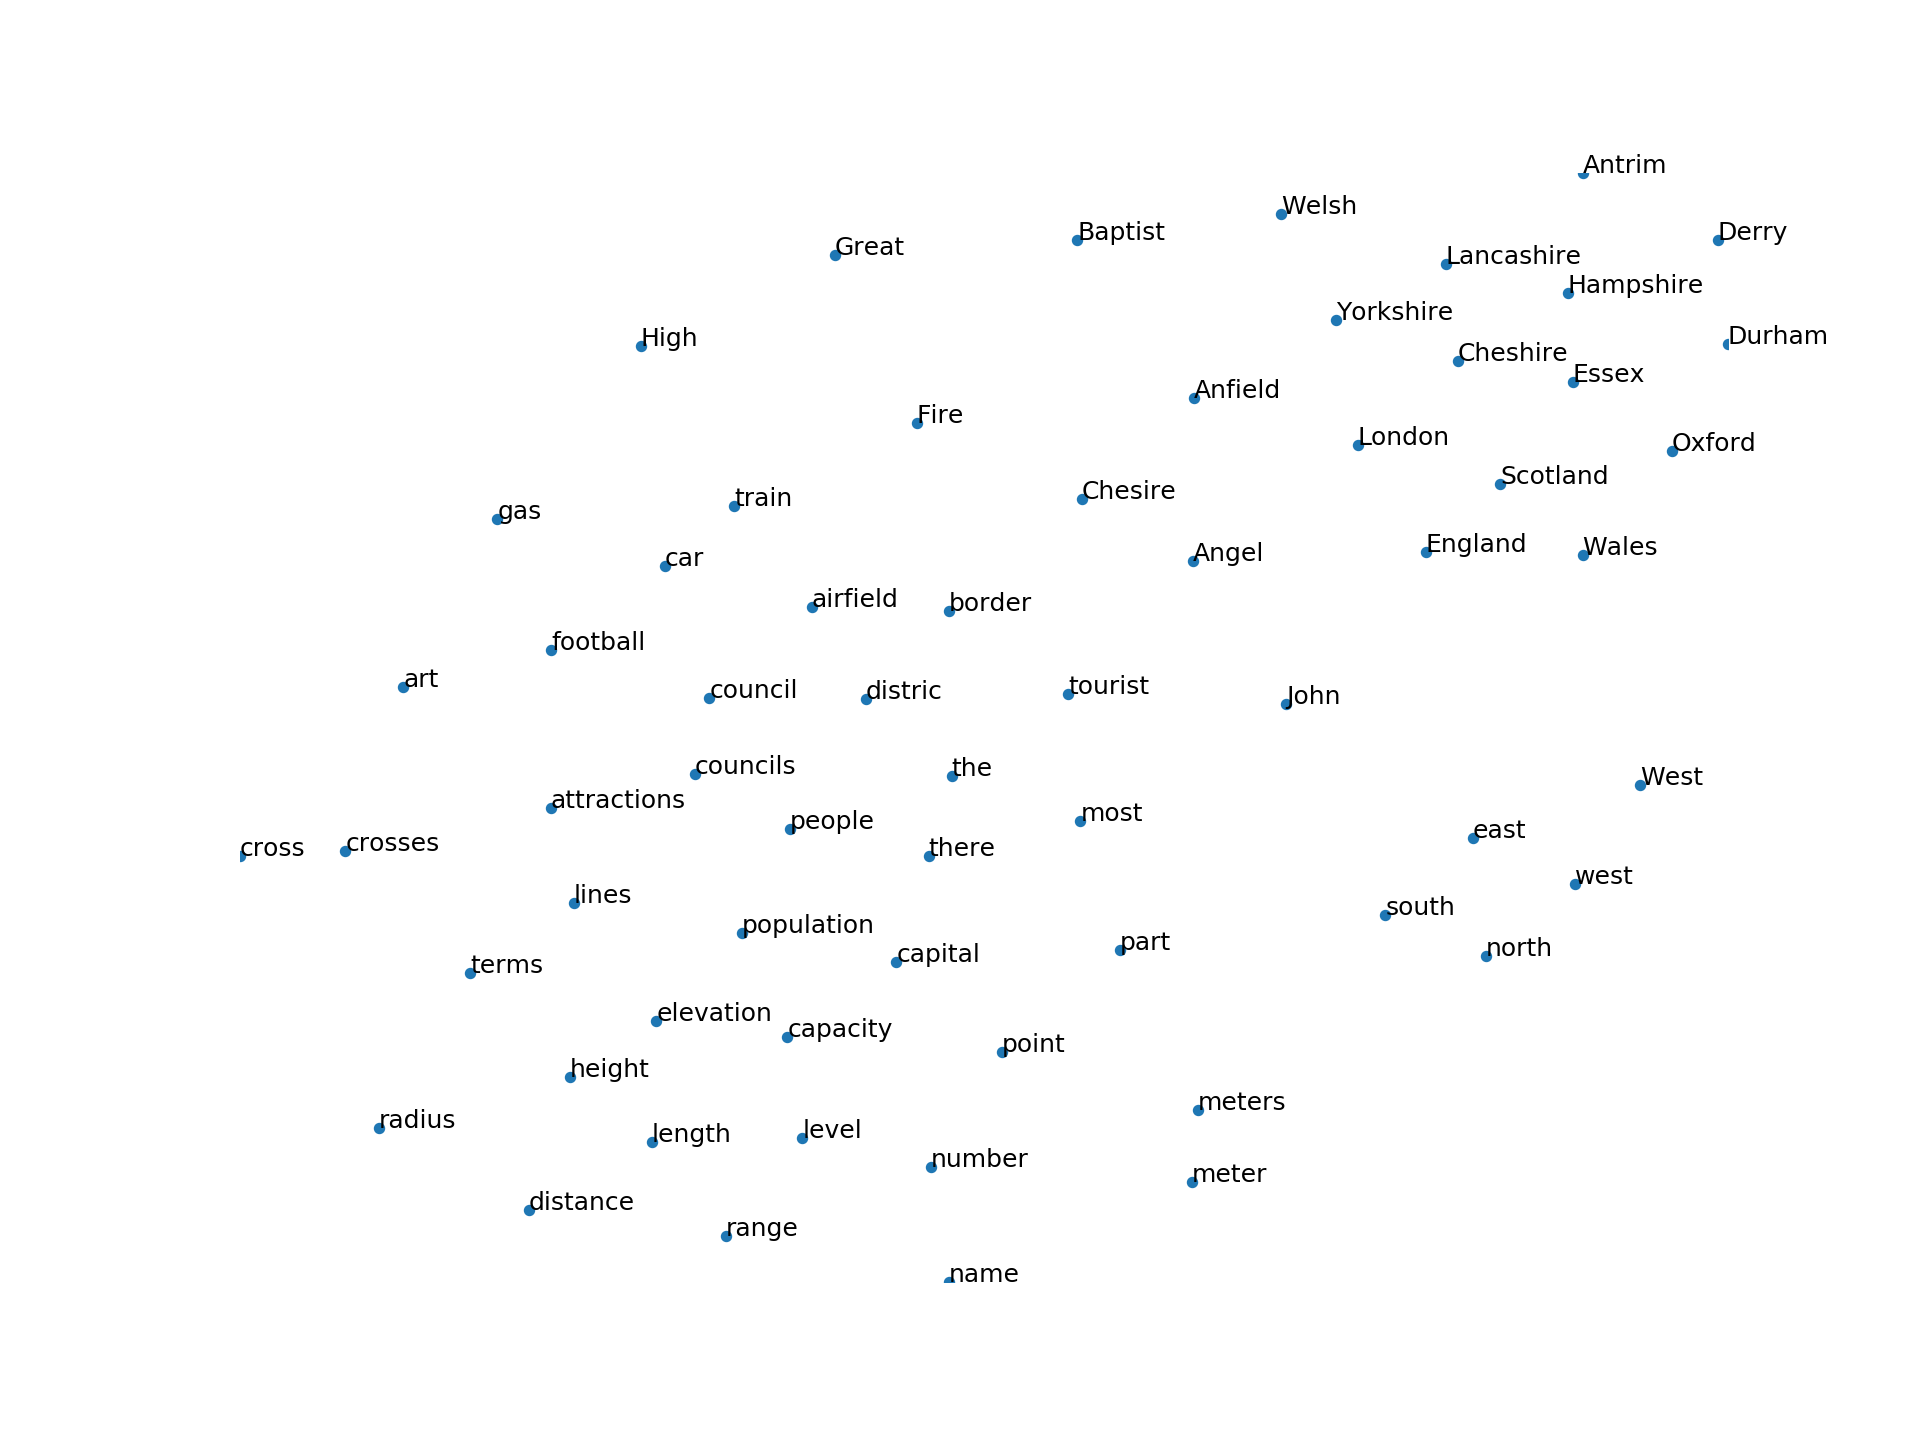 Antrim
Welsh
Baptist
Derry
Great
Lancashire
Hampshire
Yorkshire
Durham
High
Cheshire
Essex
Anfield
Fire
London
Oxford
Scotland
Chesire
train
gas
England
Wales
Angel
car
airfield
border
football
art
tourist
council
distric
John
councils
the
West
attractions
most
people
east
crosses
cross
there
west
lines
south
population
part
north
capital
terms
elevation
capacity
point
height
meters
radius
level
length
number
meter
distance
range
name